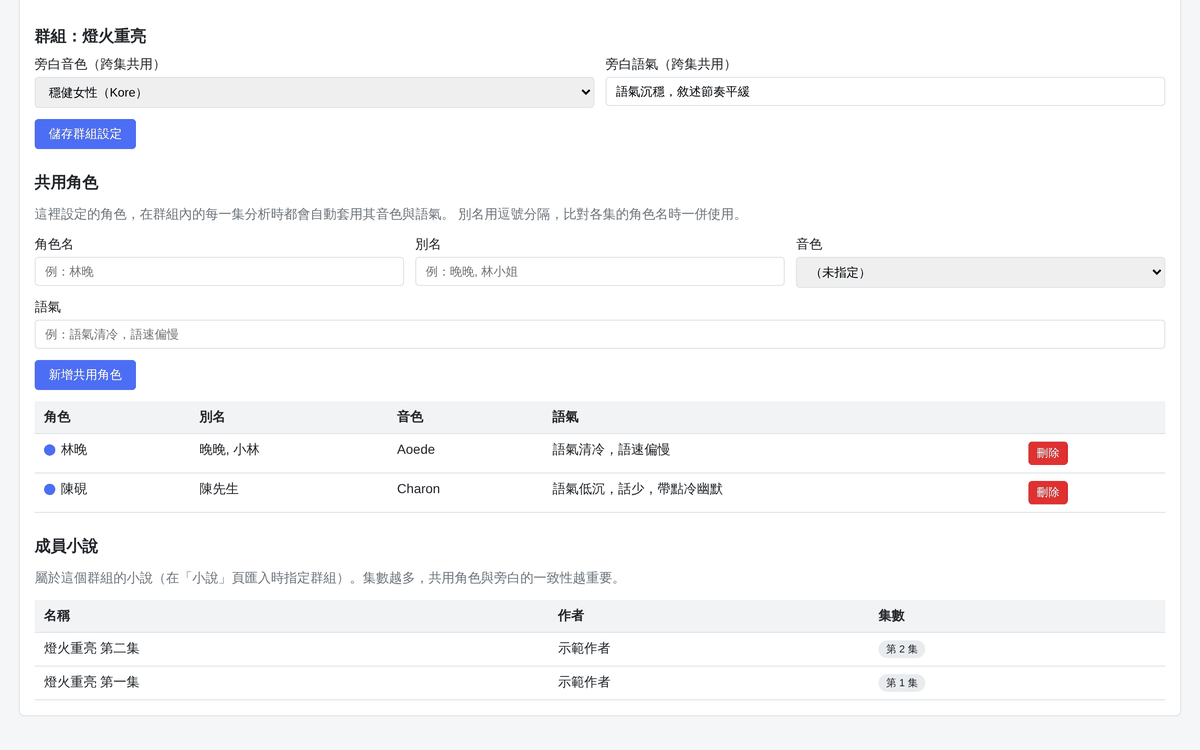 群組：燈火重亮
旁白音色（跨集共用） 旁白語氣（跨集共用）
穩健女性（Kore） 語氣沉穩，敘述節奏平緩
儲存群組設定
共用角色
這裡設定的角色，在群組內的每一集分析時都會自動套用其音色與語氣。 別名用逗號分隔，比對各集的角色名時一併使用。
角色名 別名 音色
例：林晚 例：晚晚, 林小姐 （未指定）
語氣
例：語氣清冷，語速偏慢
新增共用角色
角色 別名 音色 語氣
林晚 晚晚, 小林 Aoede 語氣清冷，語速偏慢 刪除
陳硯 陳先生 Charon 語氣低沉，話少，帶點冷幽默 刪除
成員小說
屬於這個群組的小說（在「小說」頁匯入時指定群組）。集數越多，共用角色與旁白的一致性越重要。
名稱 作者 集數
燈火重亮 第二集 示範作者 第 2 集
燈火重亮 第一集 示範作者 第 1 集